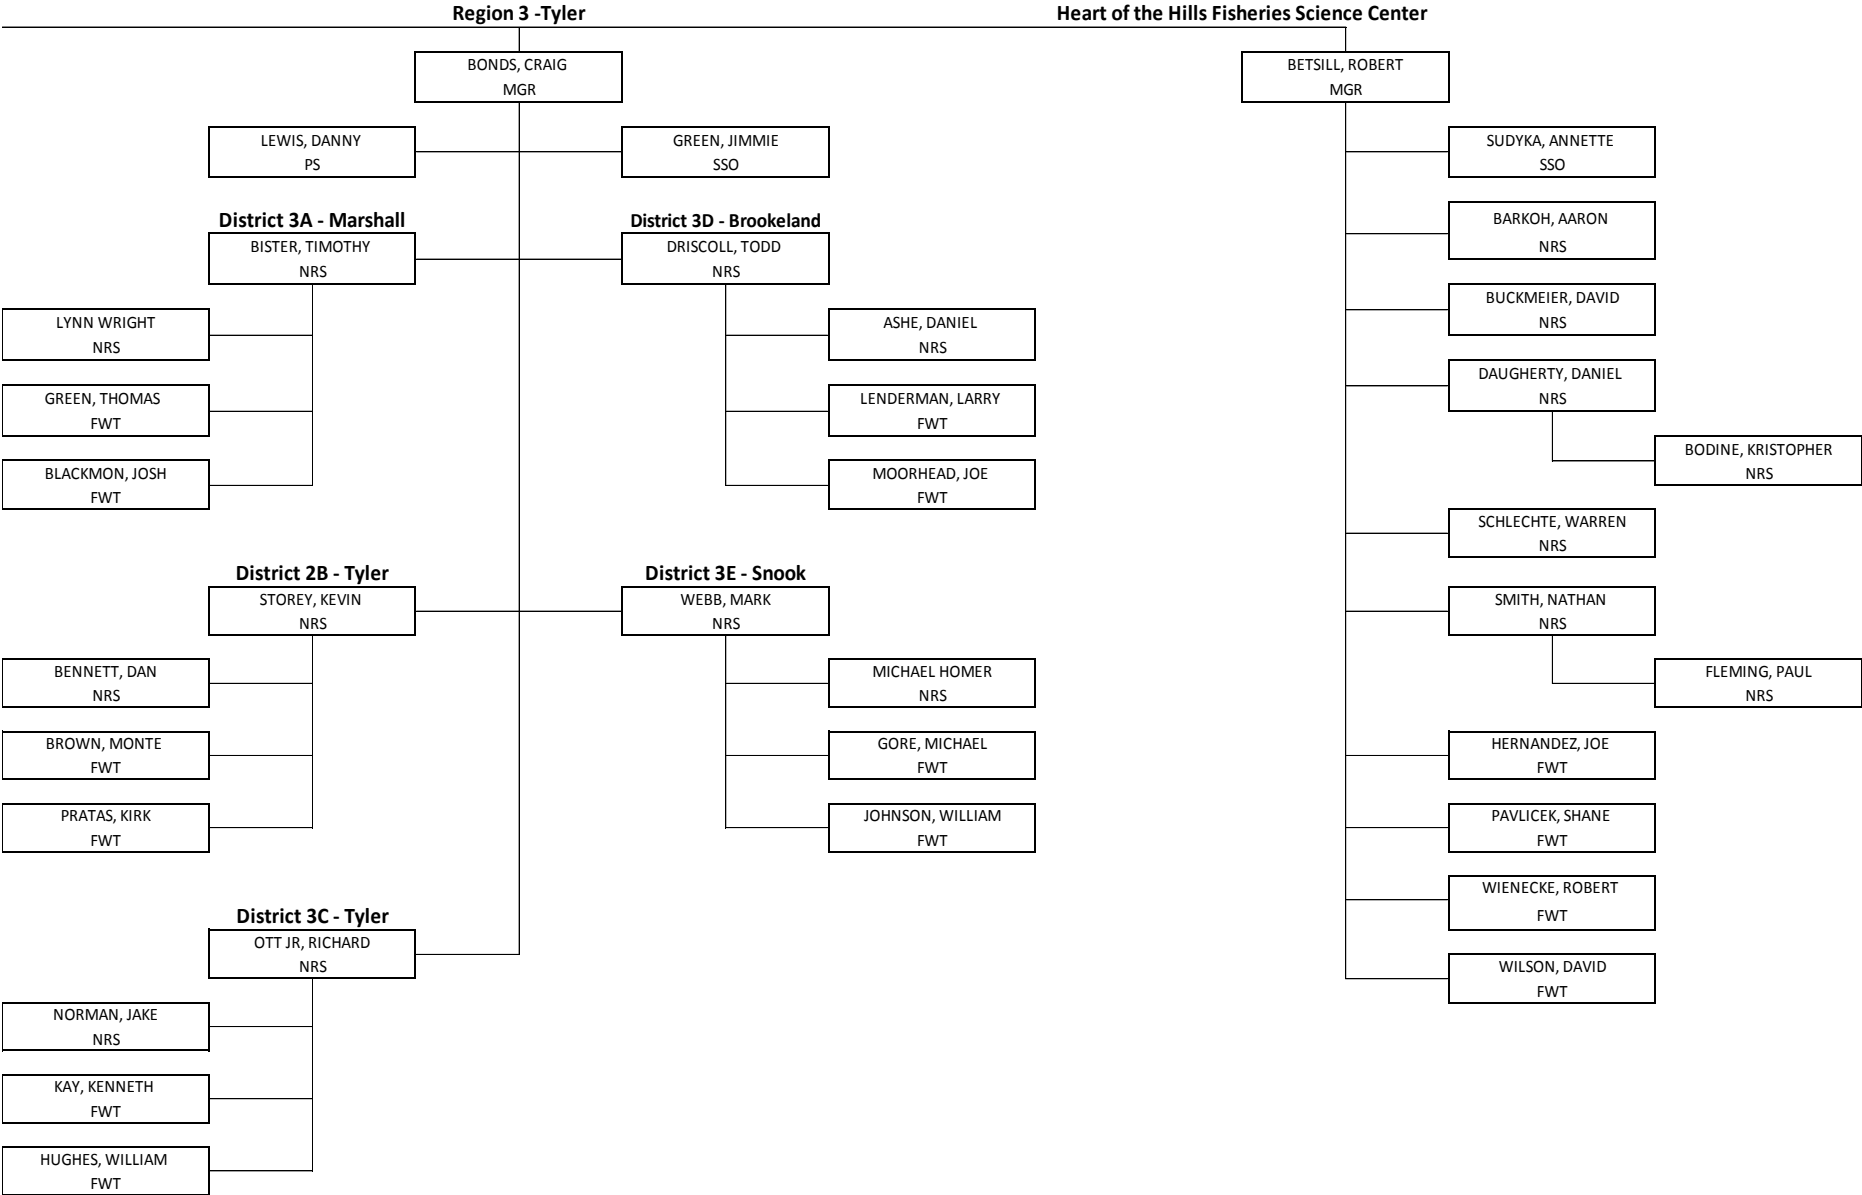 Region 3 -Tyler
BONDS, CRAIG
MGR
LEWIS, DANNY
PS
GREEN, JIMMIE
SSO
District 3A - Marshall
BISTER, TIMOTHY
NRS
LYNN WRIGHT
NRS
GREEN, THOMAS
FWT
BLACKMON, JOSH
FWT
District 3D - Brookeland
DRISCOLL, TODD
NRS
ASHE, DANIEL
NRS
LENDERMAN, LARRY
FWT
MOORHEAD, JOE
FWT
District 2B - Tyler
STOREY, KEVIN
NRS
BENNETT, DAN
NRS
BROWN, MONTE
FWT
PRATAS, KIRK
FWT
District 3E - Snook
WEBB, MARK
NRS
MICHAEL HOMER
NRS
GORE, MICHAEL
FWT
JOHNSON, WILLIAM
FWT
District 3C - Tyler
OTT JR, RICHARD
NRS
NORMAN, JAKE
NRS
KAY, KENNETH
FWT
HUGHES, WILLIAM
FWT
Heart of the Hills Fisheries Science Center
BETSILL, ROBERT
MGR
SUDYKA, ANNETTE
SSO
BARKOH, AARON
NRS
BUCKMEIER, DAVID
NRS
DAUGHERTY, DANIEL
NRS
BODINE, KRISTOPHER
NRS
SCHLECHTE, WARREN
NRS
SMITH, NATHAN
NRS
FLEMING, PAUL
NRS
HERNANDEZ, JOE
FWT
PAVLICEK, SHANE
FWT
WIENECKE, ROBERT
FWT
WILSON, DAVID
FWT